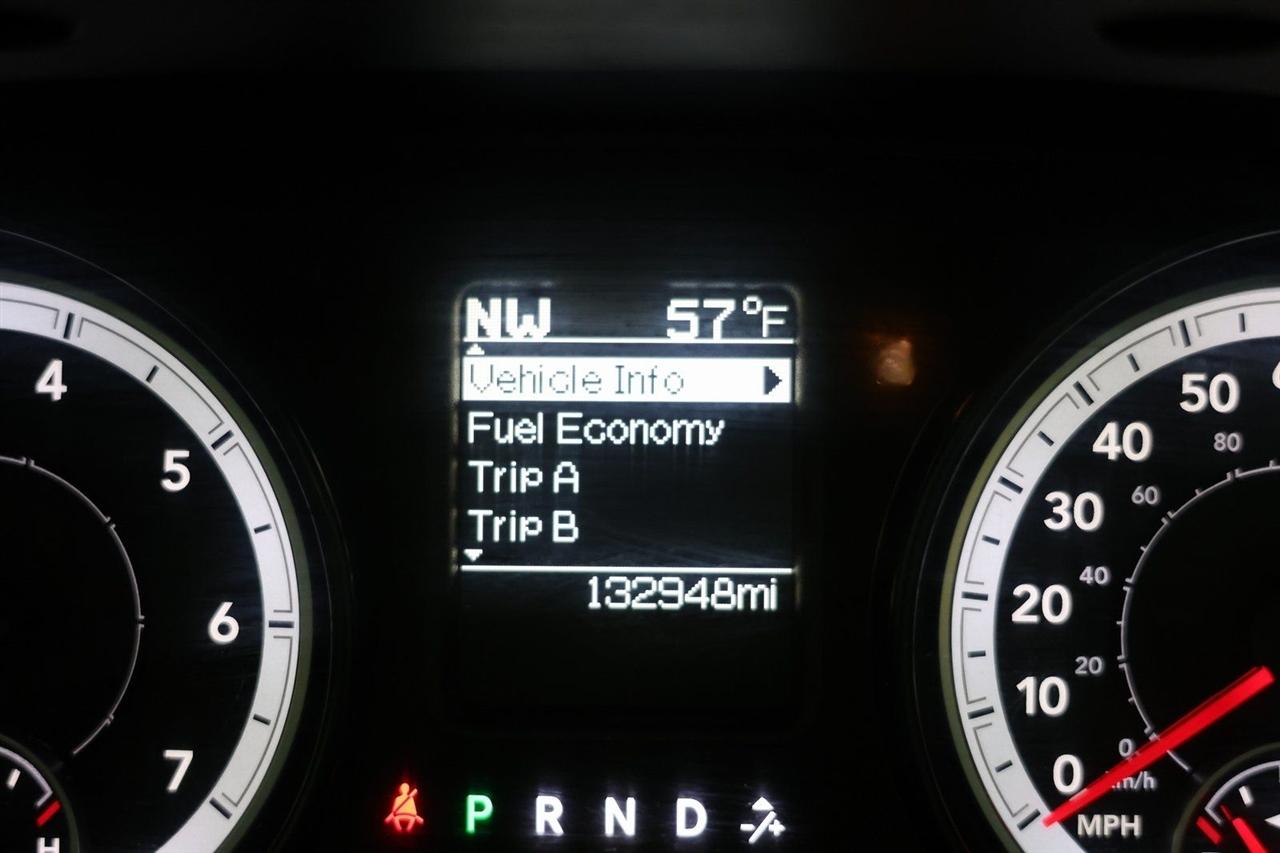 NW 57°F
Vehicle Info
Fuel Economy
Trip A
Trip B
132948mi
4
5
6
7
H
P R N D -/+
50
40
30
20
10
0
MPH
80
60
40
20
0
km/h